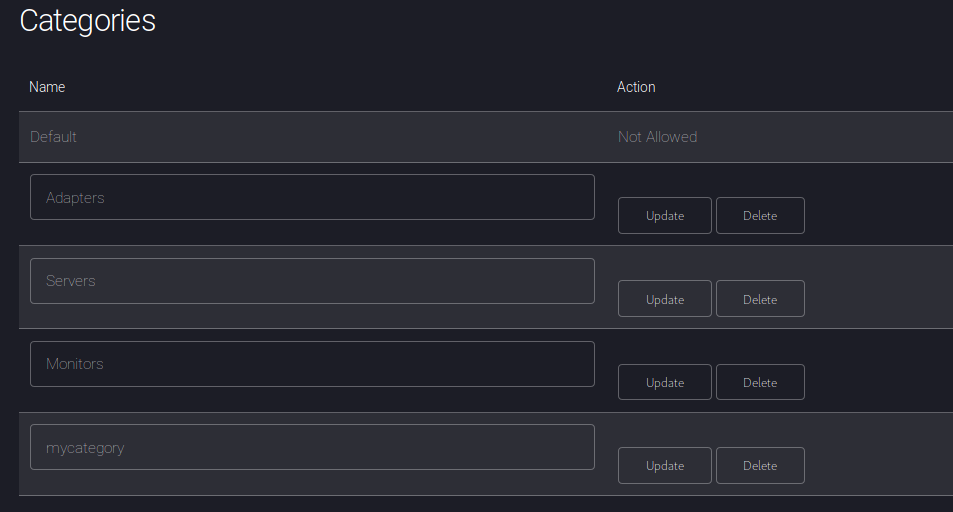 Categories
Name Action
Default Not Allowed
Adapters
Update Delete
Servers
Update Delete
Monitors
Update Delete
mycategory
Update Delete